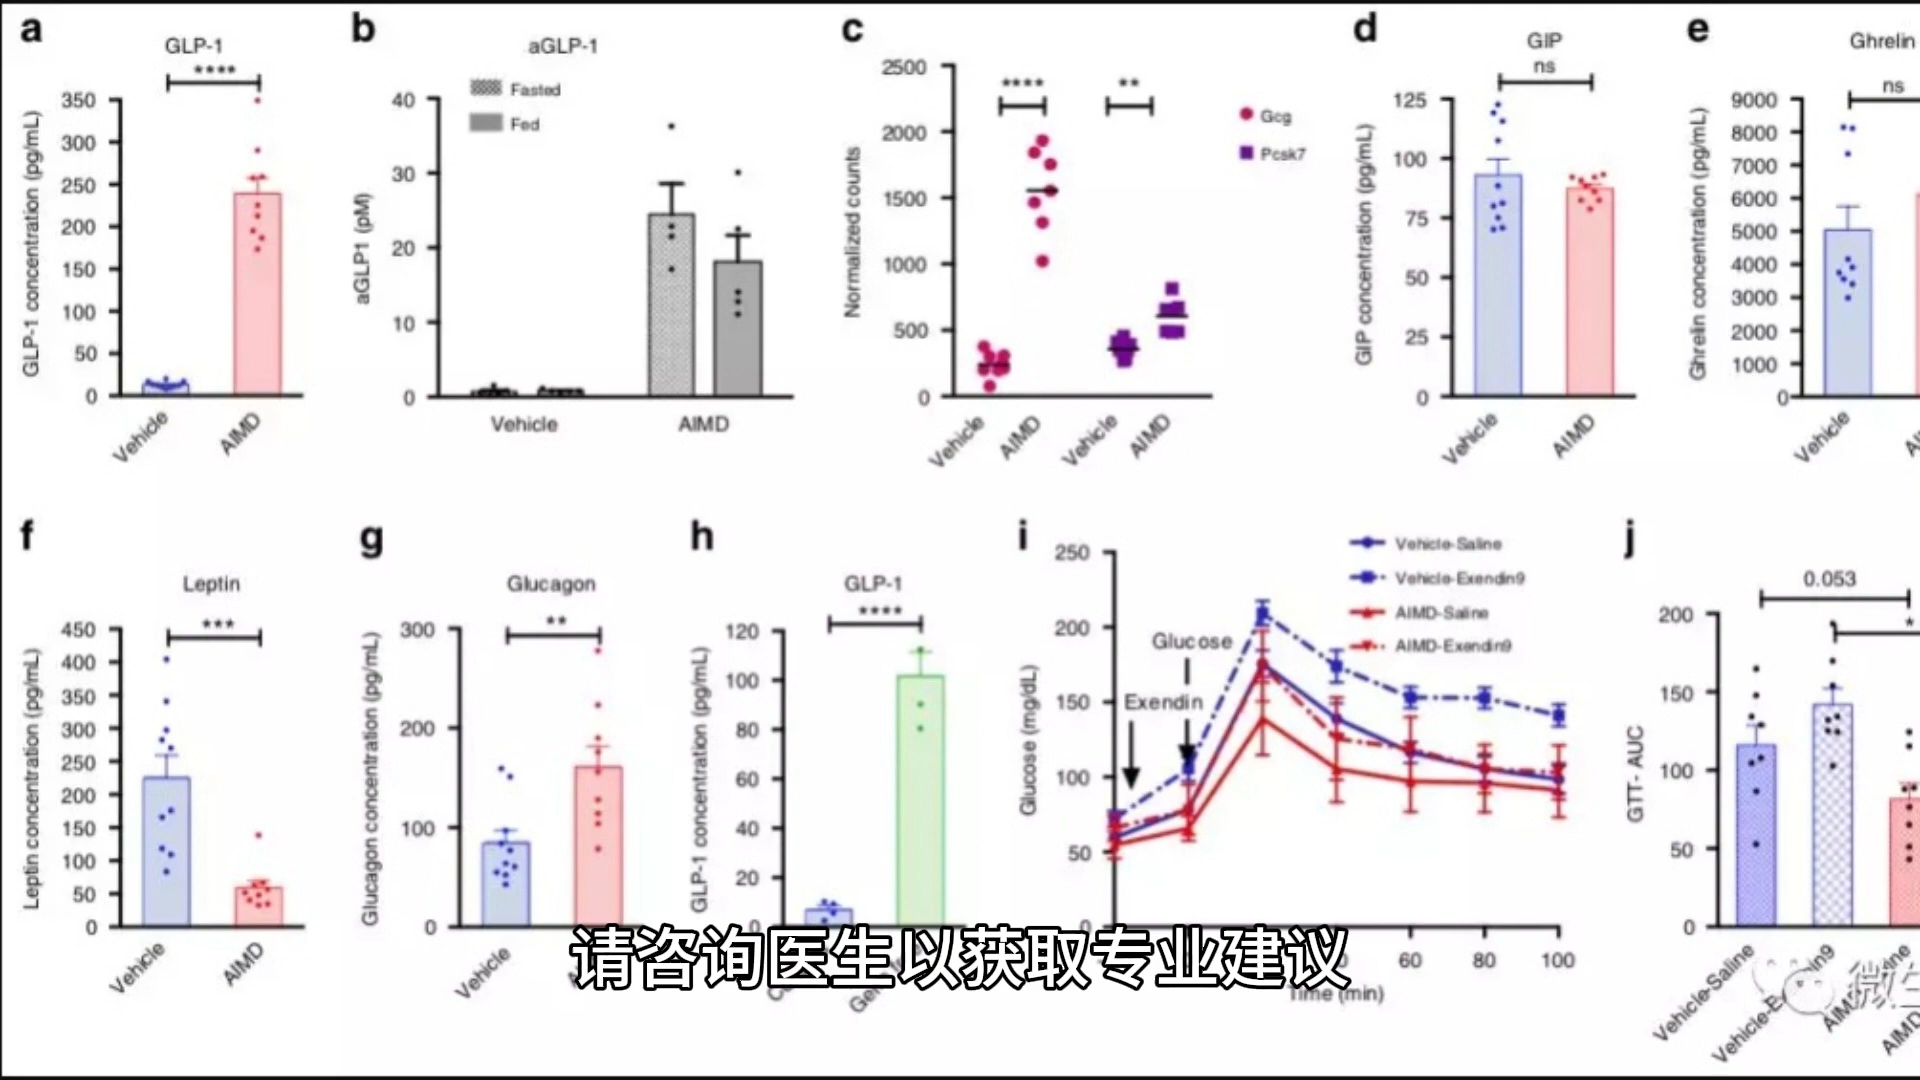 a
GLP-1
****
GLP-1 concentration (pg/mL)
350
300
250
200
150
100
50
0
Vehicle
AIMD
b
aGLP-1
Fasted
Fed
aGLP1 (pM)
40
30
20
10
0
Vehicle
AIMD
c
****
**
Gcg
Pcsk7
Normalized counts
2500
2000
1500
1000
500
0
Vehicle
AIMD
Vehicle
AIMD
d
GIP
ns
GIP concentration (pg/mL)
125
100
75
50
25
0
Vehicle
AIMD
e
Ghrelin
ns
Ghrelin concentration (pg/mL)
9000
8000
7000
6000
5000
4000
3000
2000
1000
0
Vehicle
f
Leptin
***
Leptin concentration (pg/mL)
450
400
350
300
250
200
150
100
50
0
Vehicle
AIMD
g
Glucagon
**
Glucagon concentration (pg/mL)
300
200
100
0
Vehicle
h
GLP-1
****
GLP-1 concentration (pg/mL)
120
100
80
60
40
20
0
i
Vehicle-Saline
Vehicle-Exendin9
AIMD-Saline
AIMD-Exendin9
Glucose
Exendin
Glucose (mg/dL)
250
200
150
100
50
60
80
100
Time (min)
j
0.053
*
GTT- AUC
200
150
100
50
0
Vehicle-Saline
请咨询医生以获取专业建议